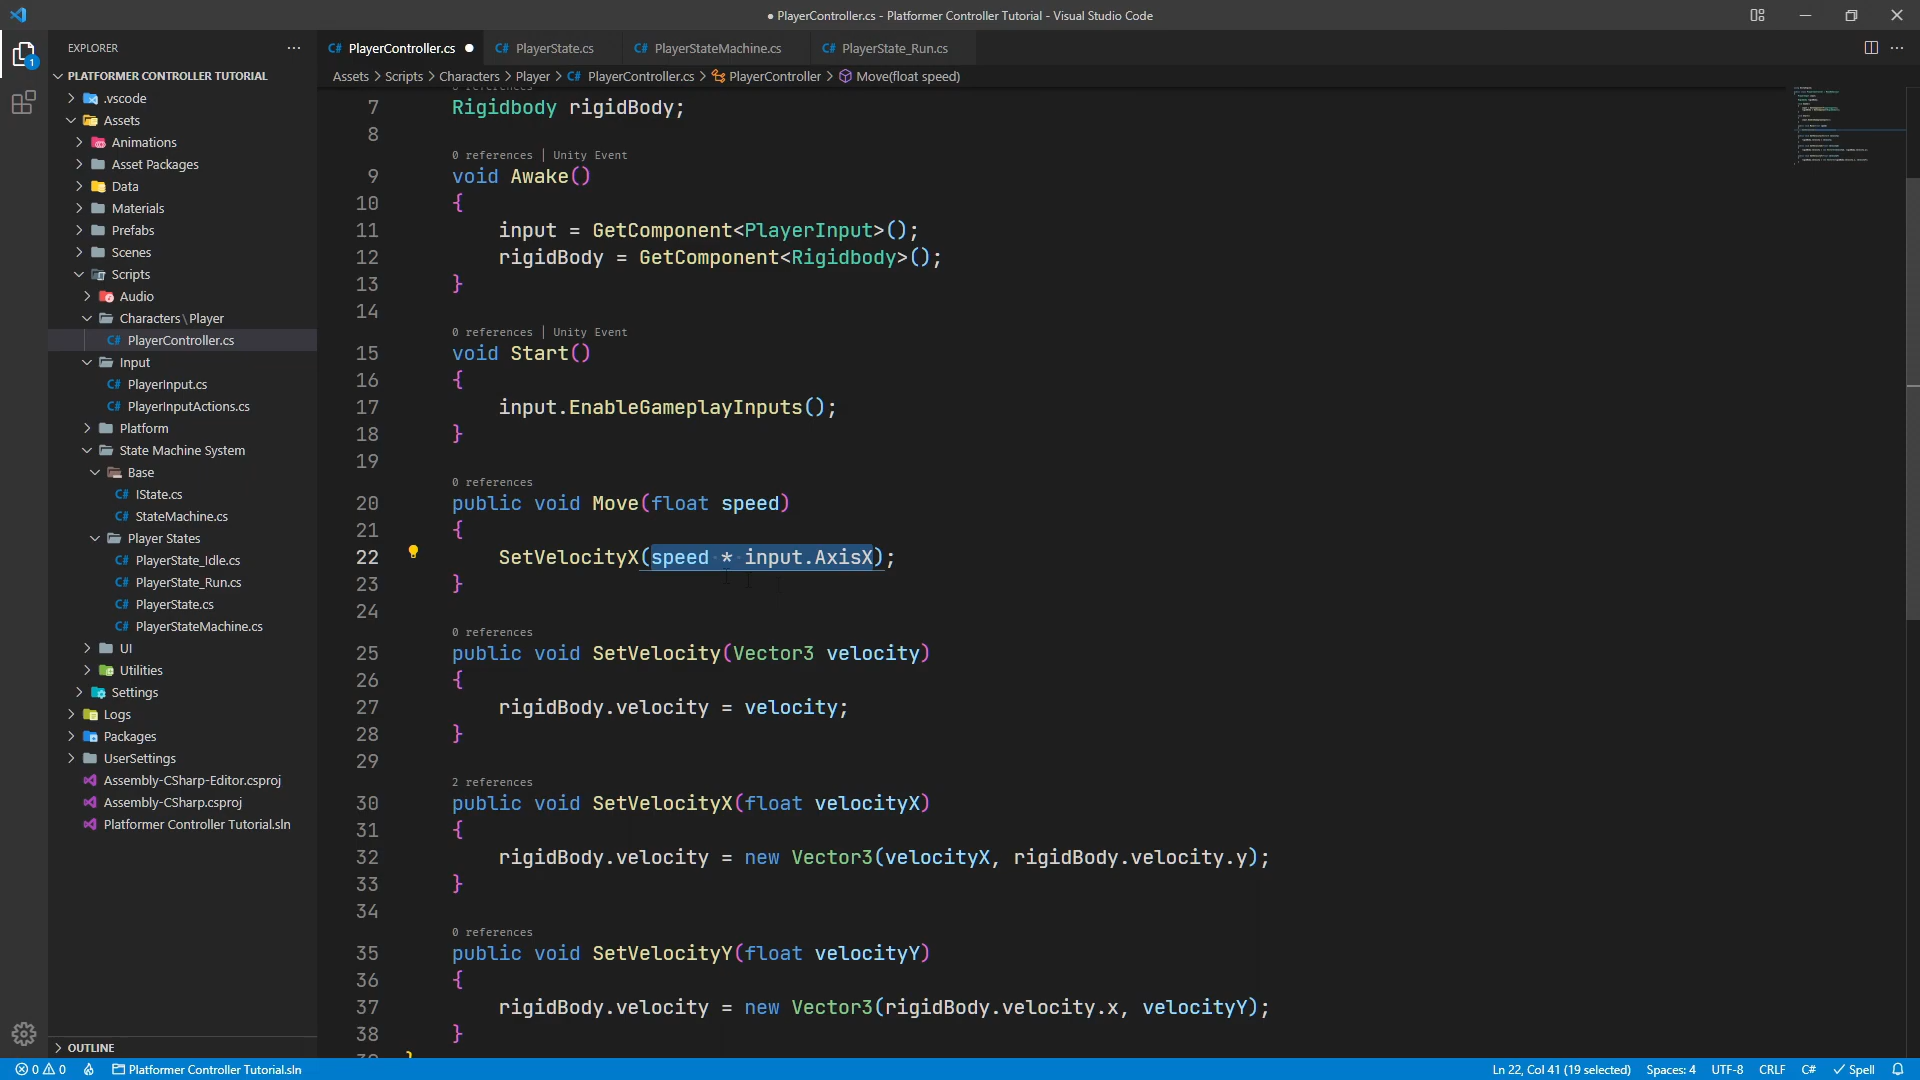 ● PlayerController.cs - Platformer Controller Tutorial - Visual Studio Code
EXPLORER
PLATFORMER CONTROLLER TUTORIAL
.vscode
Assets
Animations
Asset Packages
Data
Materials
Prefabs
Scenes
Scripts
Audio
Characters\Player
PlayerController.cs
Input
PlayerInput.cs
PlayerInputActions.cs
Platform
State Machine System
Base
IState.cs
StateMachine.cs
Player States
PlayerState_Idle.cs
PlayerState_Run.cs
PlayerState.cs
PlayerStateMachine.cs
UI
Utilities
Settings
Logs
Packages
UserSettings
Assembly-CSharp-Editor.csproj
Assembly-CSharp.csproj
Platformer Controller Tutorial.sln
OUTLINE
PlayerController.cs ● PlayerState.cs PlayerStateMachine.cs PlayerState_Run.cs
Assets > Scripts > Characters > Player > PlayerController.cs > PlayerController > Move(float speed)
7 Rigidbody rigidBody;
8
0 references | Unity Event
9 void Awake()
10 {
11 input = GetComponent<PlayerInput>();
12 rigidBody = GetComponent<Rigidbody>();
13 }
14
0 references | Unity Event
15 void Start()
16 {
17 input.EnableGameplayInputs();
18 }
19
0 references
20 public void Move(float speed)
21 {
22 SetVelocityX(speed * input.AxisX);
23 }
24
0 references
25 public void SetVelocity(Vector3 velocity)
26 {
27 rigidBody.velocity = velocity;
28 }
29
2 references
30 public void SetVelocityX(float velocityX)
31 {
32 rigidBody.velocity = new Vector3(velocityX, rigidBody.velocity.y);
33 }
34
0 references
35 public void SetVelocityY(float velocityY)
36 {
37 rigidBody.velocity = new Vector3(rigidBody.velocity.x, velocityY);
38 }
0 0 Platformer Controller Tutorial.sln Ln 22, Col 41 (19 selected) Spaces: 4 UTF-8 CRLF C# Spell